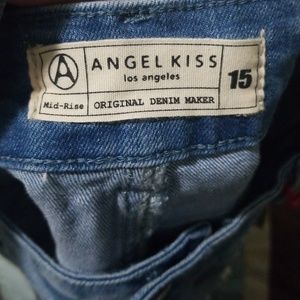 A ANGEL KISS
los angeles
15
Mid-Rise ORIGINAL DENIM MAKER